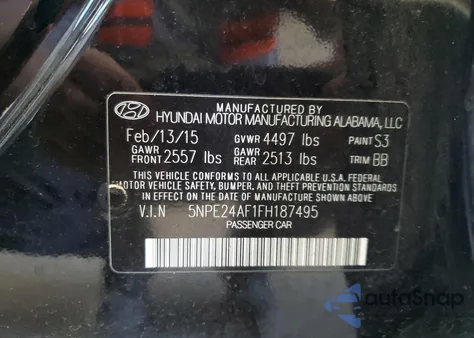 MANUFACTURED BY
HYUNDAI MOTOR MANUFACTURING ALABAMA, LLC
Feb/13/15 GVWR 4497 lbs PAINT S3
GAWR FRONT 2557 lbs GAWR REAR 2513 lbs TRIM BB
THIS VEHICLE CONFORMS TO ALL U.S.A. FEDERAL
MOTOR VEHICLE SAFETY, BUMPER, AND THEFT PREVENTION
STANDARDS IN EFFECT ON THE DATE OF MANUFACTURE SHOWN ABOVE
V.I.N 5NPE24AF1FH187495
PASSENGER CAR
autoSnap